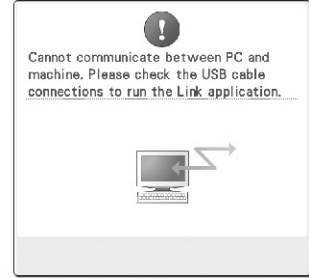 Cannot communicate between PC and
machine. Please check the USB cable
connections to run the Link application.